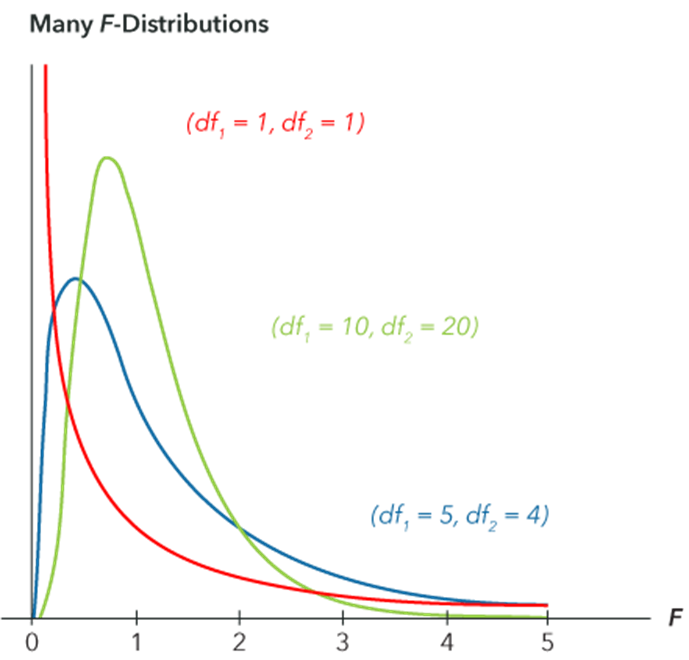 Many F-Distributions
(df₁ = 1, df₂ = 1)
(df₁ = 10, df₂ = 20)
(df₁ = 5, df₂ = 4)
F
0 1 2 3 4 5